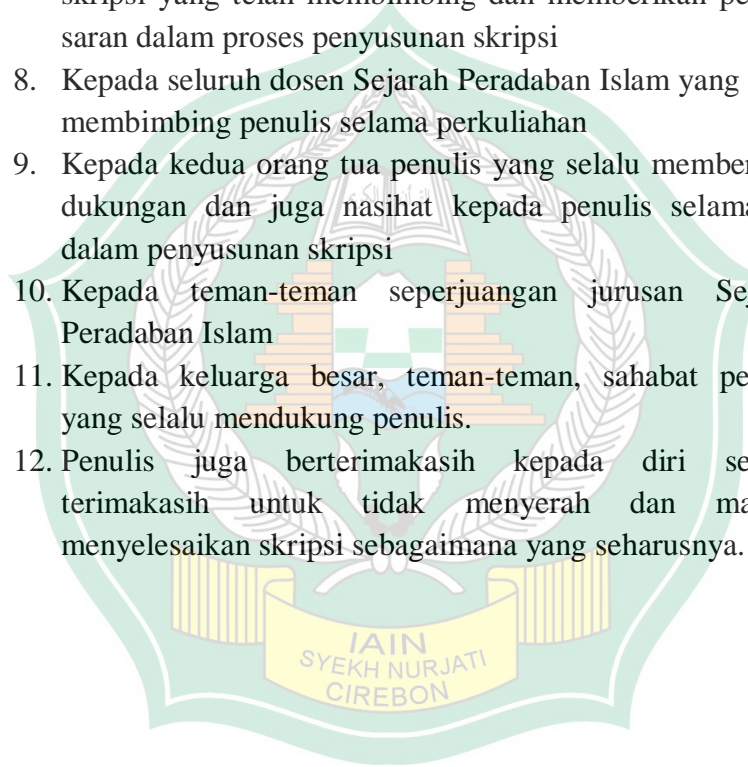 skripsi yang telah membimbing dan memberikan
saran dalam proses penyusunan skripsi
8. Kepada seluruh dosen Sejarah Peradaban Islam yang
membimbing penulis selama perkuliahan
9. Kepada kedua orang tua penulis yang selalu
dukungan dan juga nasihat kepada penulis selama
dalam penyusunan skripsi
10. Kepada teman-teman seperjuangan jurusan
Peradaban Islam
11. Kepada keluarga besar, teman-teman, sahabat
yang selalu mendukung penulis.
12. Penulis juga berterimakasih kepada diri
terimakasih untuk tidak menyerah dan
menyelesaikan skripsi sebagaimana yang seharusnya.
IAIN
SYEKH NURJATI
CIREBON